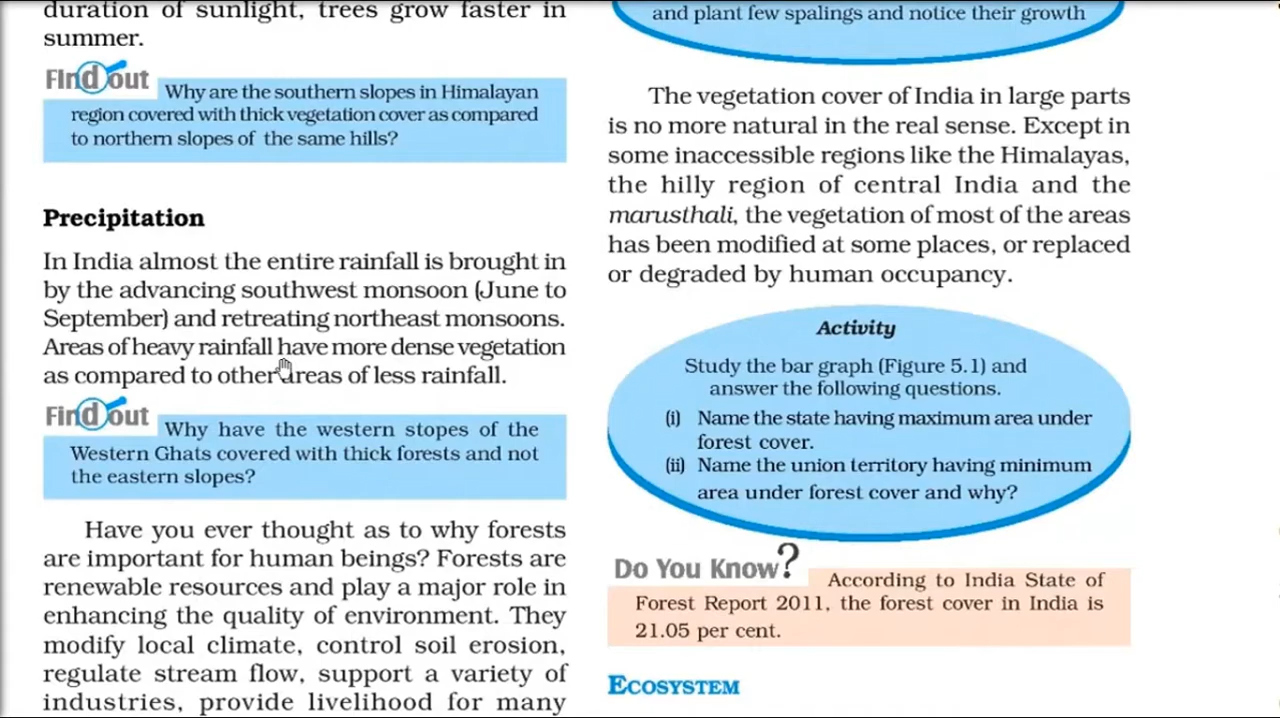 duration of sunlight, trees grow faster in
summer.
Find out
Why are the southern slopes in Himalayan
region covered with thick vegetation cover as compared
to northern slopes of the same hills?
Precipitation
In India almost the entire rainfall is brought in
by the advancing southwest monsoon (June to
September) and retreating northeast monsoons.
Areas of heavy rainfall have more dense vegetation
as compared to other areas of less rainfall.
Find out
Why have the western stopes of the
Western Ghats covered with thick forests and not
the eastern slopes?
Have you ever thought as to why forests
are important for human beings? Forests are
renewable resources and play a major role in
enhancing the quality of environment. They
modify local climate, control soil erosion,
regulate stream flow, support a variety of
industries, provide livelihood for many
and plant few spalings and notice their growth
The vegetation cover of India in large parts
is no more natural in the real sense. Except in
some inaccessible regions like the Himalayas,
the hilly region of central India and the
marusthali, the vegetation of most of the areas
has been modified at some places, or replaced
or degraded by human occupancy.
Activity
Study the bar graph (Figure 5.1) and
answer the following questions.
(i) Name the state having maximum area under
forest cover.
(ii) Name the union territory having minimum
area under forest cover and why?
Do You Know?
According to India State of
Forest Report 2011, the forest cover in India is
21.05 per cent.
ECOSYSTEM